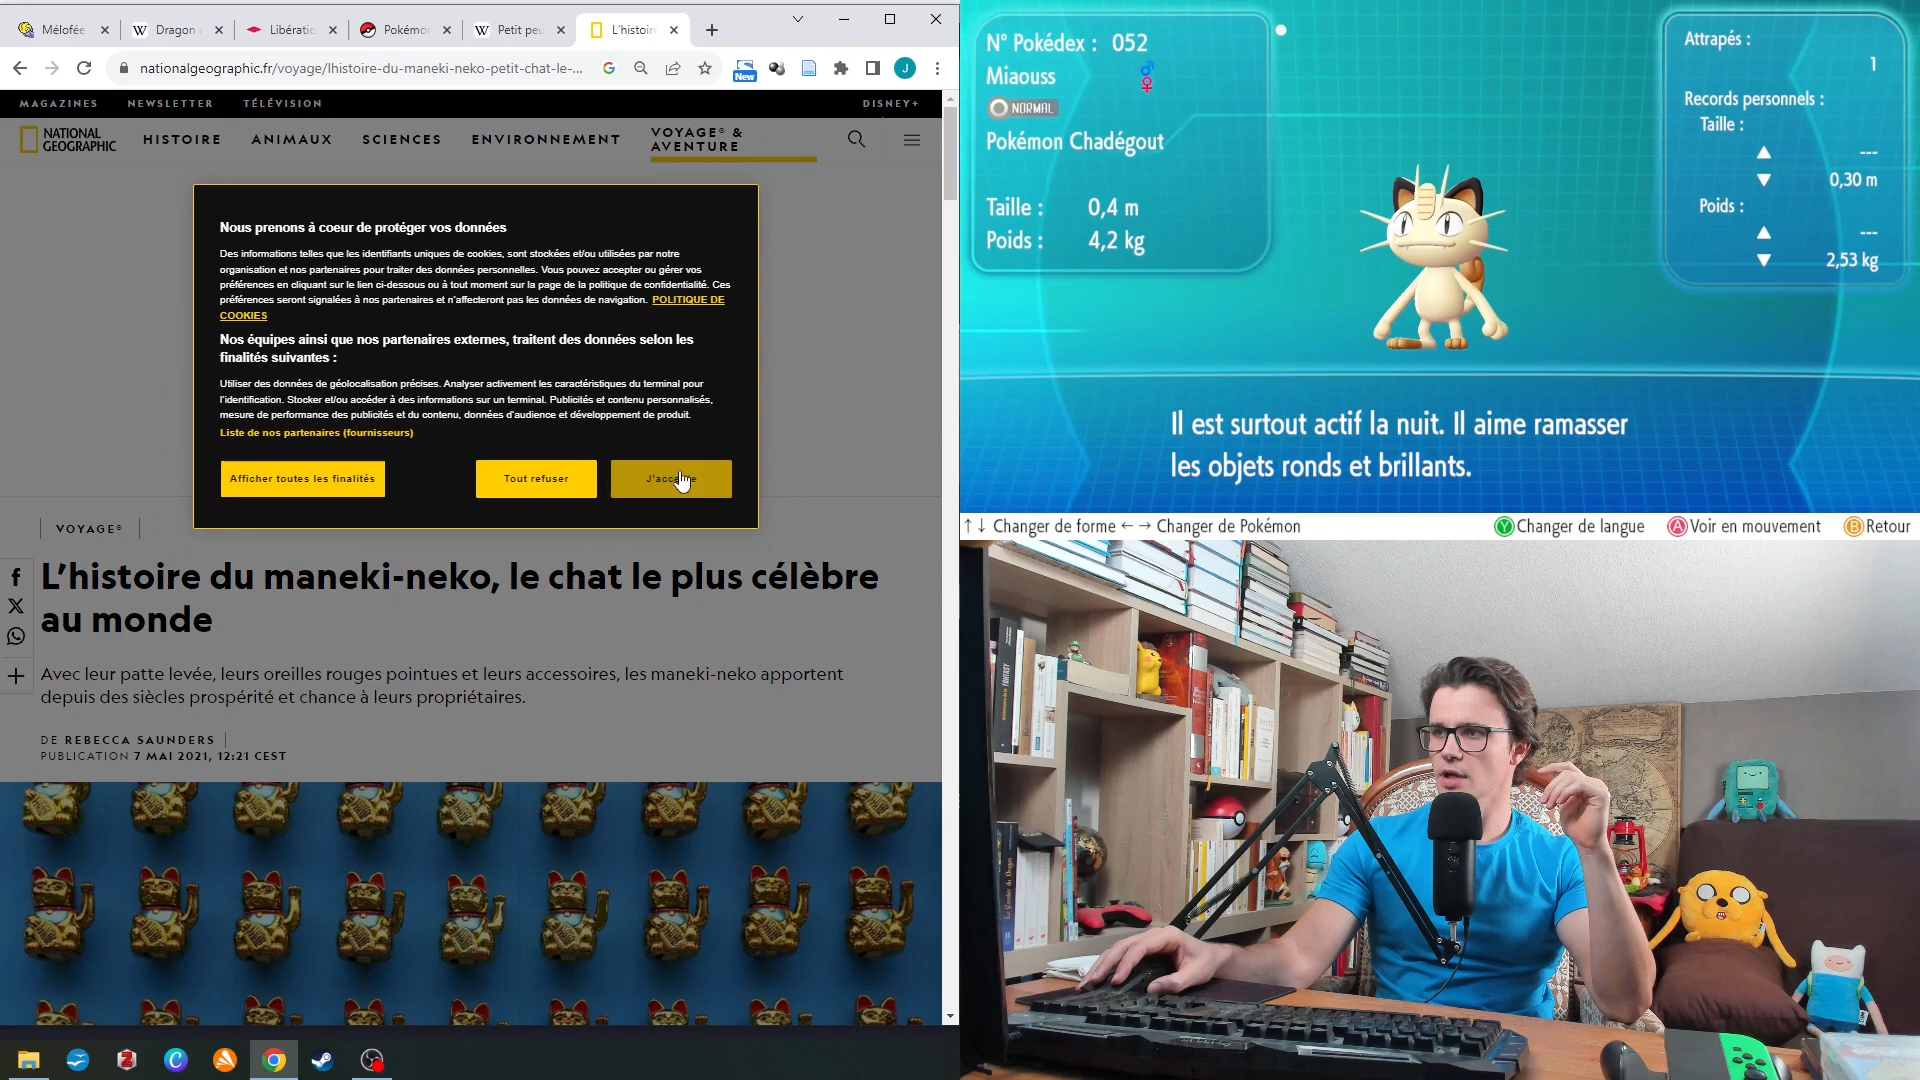 Mélofée
Dragon
Libératio
Pokémo
Petit peu
L'histoire
nationalgeographic.fr/voyage/lhistoire-du-maneki-neko-petit-chat-le-...
New
J
MAGAZINES NEWSLETTER TÉLÉVISION DISNEY+
NATIONAL GEOGRAPHIC
HISTOIRE ANIMAUX SCIENCES ENVIRONNEMENT VOYAGE® & AVENTURE
Nous prenons à coeur de protéger vos données
Des informations telles que les identifiants uniques de cookies, sont stockées et/ou utilisées par notre
organisation et nos partenaires pour traiter des données personnelles. Vous pouvez accepter ou gérer vos
préférences en cliquant sur le lien ci-dessous ou à tout moment sur la page de la politique de confidentialité. Ces
préférences seront signalées à nos partenaires et n'affecteront pas les données de navigation. POLITIQUE DE
COOKIES
Nos équipes ainsi que nos partenaires externes, traitent des données selon les
finalités suivantes :
Utiliser des données de géolocalisation précises. Analyser activement les caractéristiques du terminal pour
l'identification. Stocker et/ou accéder à des informations sur un terminal. Publicités et contenu personnalisés,
mesure de performance des publicités et du contenu, données d'audience et développement de produit.
Liste de nos partenaires (fournisseurs)
Afficher toutes les finalités
Tout refuser
J'accepte
VOYAGE®
L'histoire du maneki-neko, le chat le plus célèbre
au monde
Avec leur patte levée, leurs oreilles rouges pointues et leurs accessoires, les maneki-neko apportent
depuis des siècles prospérité et chance à leurs propriétaires.
DE REBECCA SAUNDERS
PUBLICATION 7 MAI 2021, 12:21 CEST
N° Pokédex : 052
Miaouss
NORMAL
Pokémon Chadégout
Taille : 0,4 m
Poids : 4,2 kg
Attrapés :
1
Records personnels :
Taille :
▲ ---
▼ 0,30 m
Poids :
▲ ---
▼ 2,53 kg
Il est surtout actif la nuit. Il aime ramasser
les objets ronds et brillants.
↑↓ Changer de forme ←→ Changer de Pokémon
Y Changer de langue A Voir en mouvement B Retour